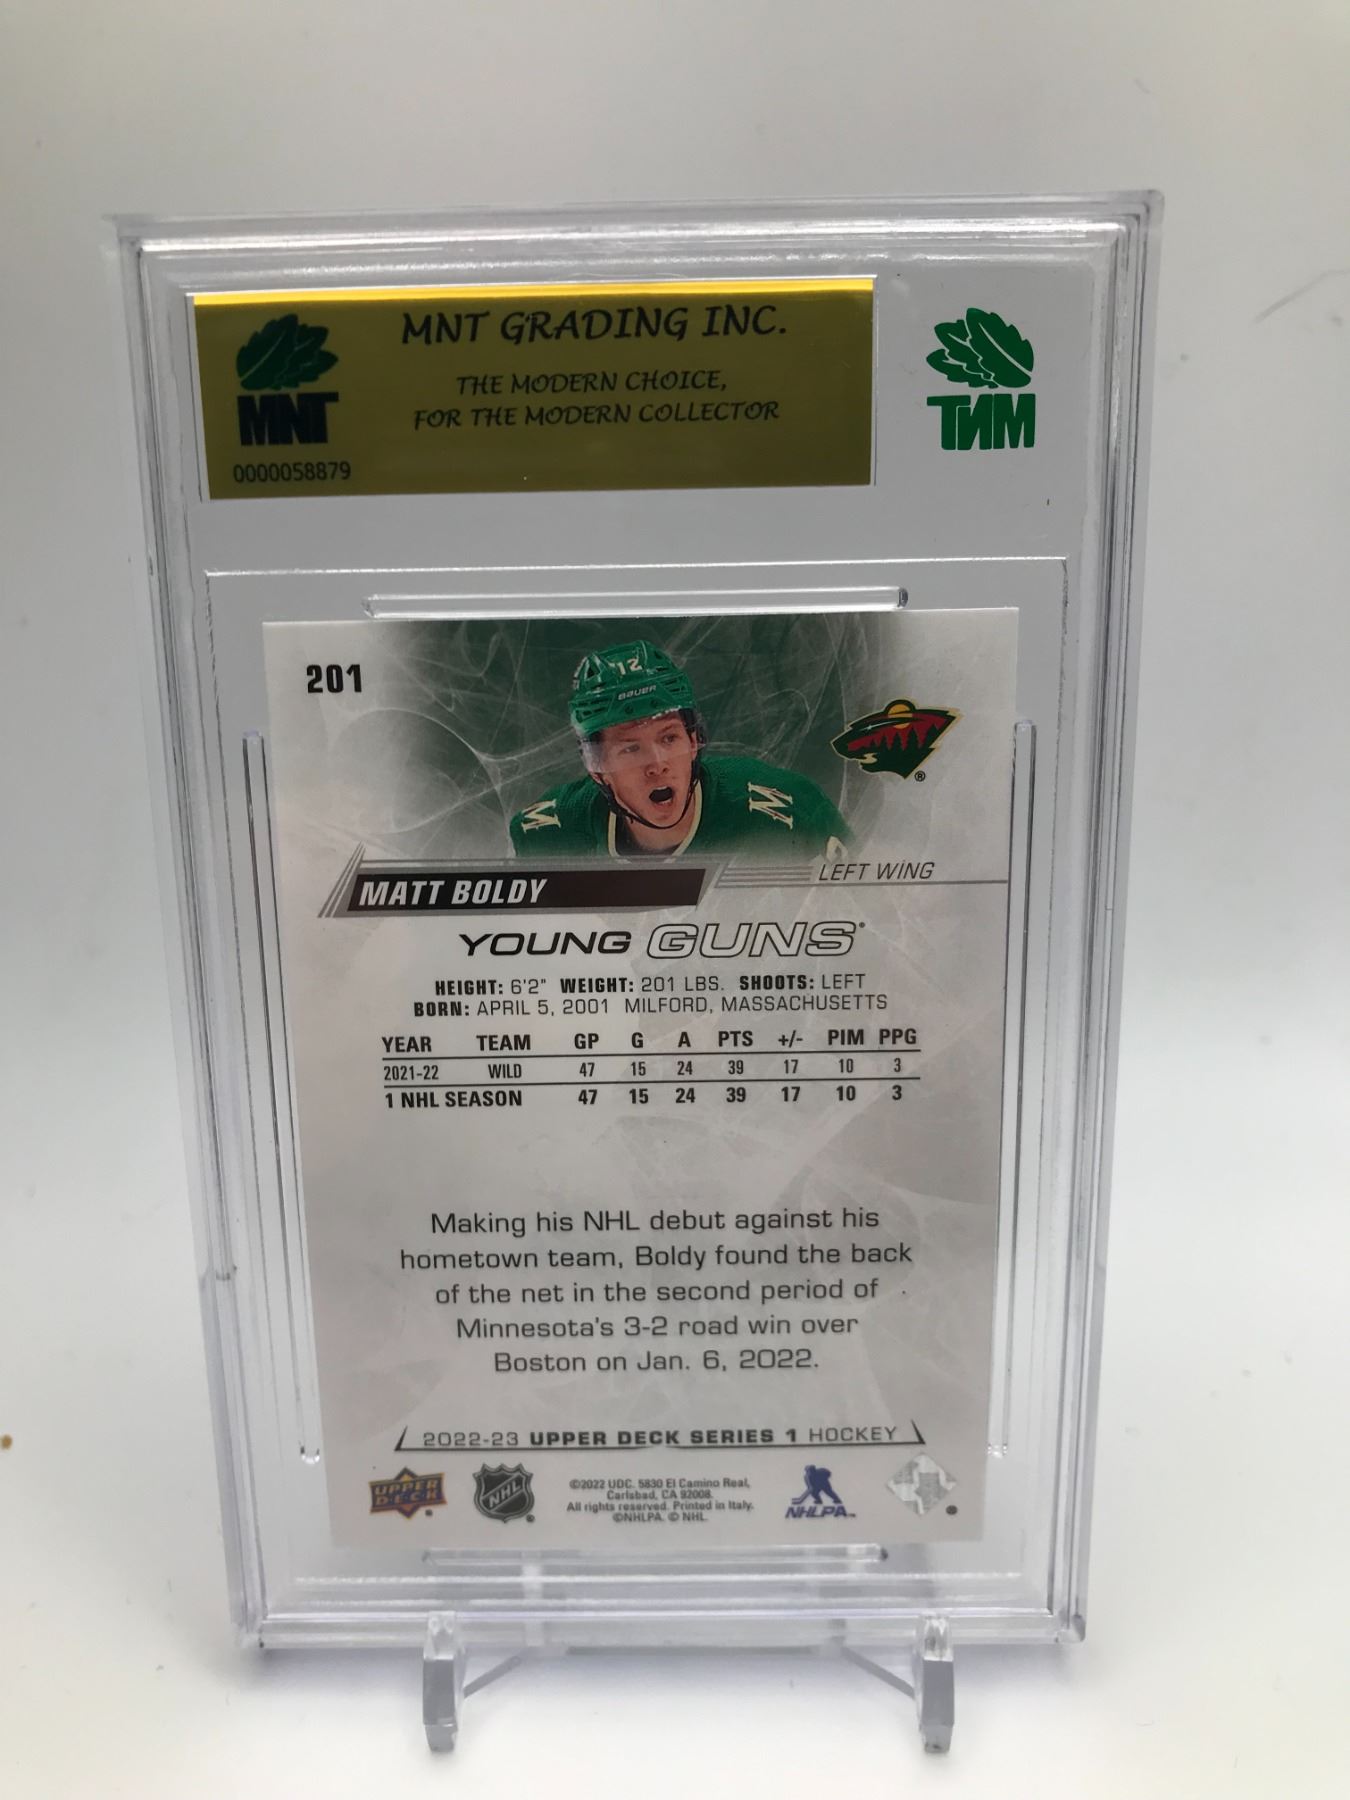 MNT GRADING INC.
THE MODERN CHOICE,
FOR THE MODERN COLLECTOR
MNT
0000058879
MNT
201
12
BAUER
M
M
MATT BOLDY
LEFT WING
YOUNG GUNS®
HEIGHT: 6'2" WEIGHT: 201 LBS. SHOOTS: LEFT
BORN: APRIL 5, 2001 MILFORD, MASSACHUSETTS
YEAR TEAM GP G A PTS +/- PIM PPG
2021-22 WILD 47 15 24 39 17 10 3
1 NHL SEASON 47 15 24 39 17 10 3
Making his NHL debut against his
hometown team, Boldy found the back
of the net in the second period of
Minnesota's 3-2 road win over
Boston on Jan. 6, 2022.
2022-23 UPPER DECK SERIES 1 HOCKEY
UPPER DECK
NHL
©2022 UDC. 5830 El Camino Real,
Carlsbad, CA 92008.
All rights reserved. Printed in Italy.
©NHLPA. © NHL.
NHLPA™